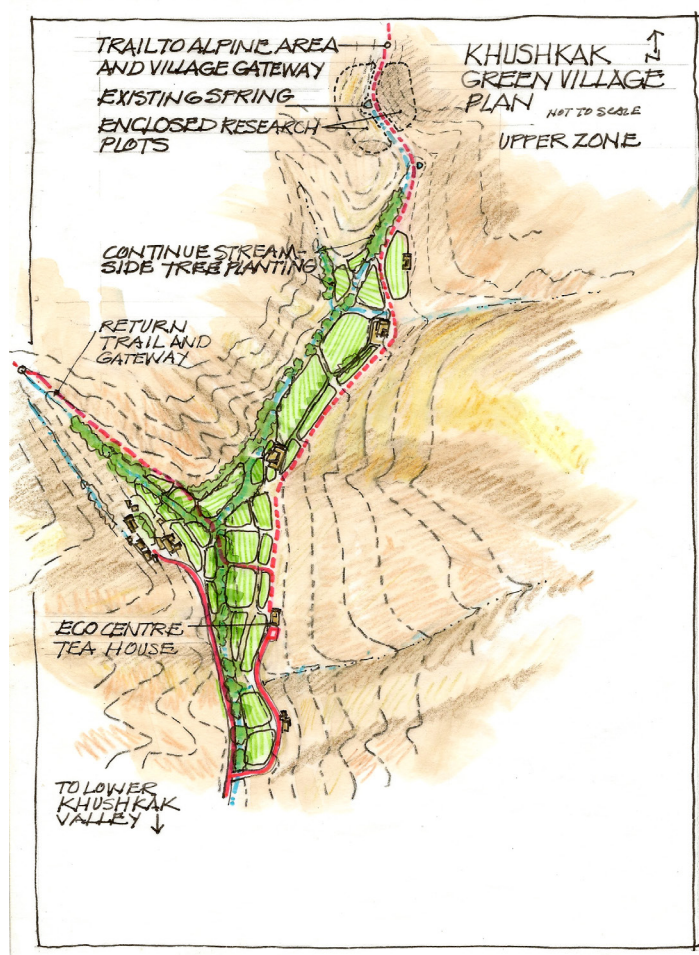 TRAIL TO ALPINE AREA
AND VILLAGE GATEWAY
EXISTING SPRING
ENCLOSED RESEARCH
PLOTS
KHUSHKAK
GREEN VILLAGE
PLAN
NOT TO SCALE
UPPER ZONE
CONTINUE STREAM-
SIDE TREE PLANTING
RETURN
TRAIL AND
GATEWAY
ECO CENTRE
TEA HOUSE
TO LOWER
KHUSHKAK
VALLEY